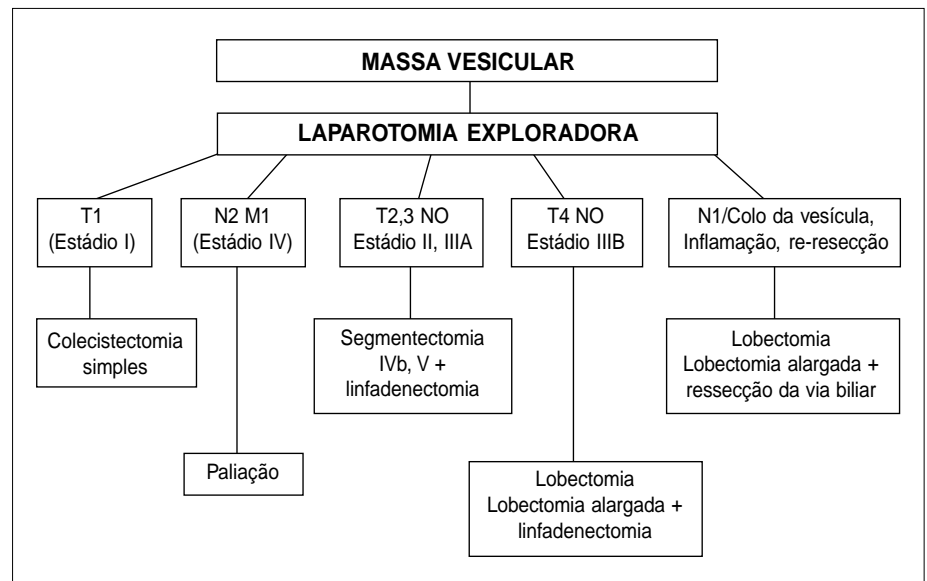 MASSA VESICULAR
LAPAROTOMIA EXPLORADORA
T1
(Estádio I)
N2 M1
(Estádio IV)
T2,3 NO
Estádio II, IIIA
T4 NO
Estádio IIIB
N1/Colo da vesícula,
Inflamação, re-resecção
Colecistectomia
simples
Segmentectomia
IVb, V +
linfadenectomia
Lobectomia
Lobectomia alargada +
ressecção da via biliar
Paliação
Lobectomia
Lobectomia alargada +
linfadenectomia